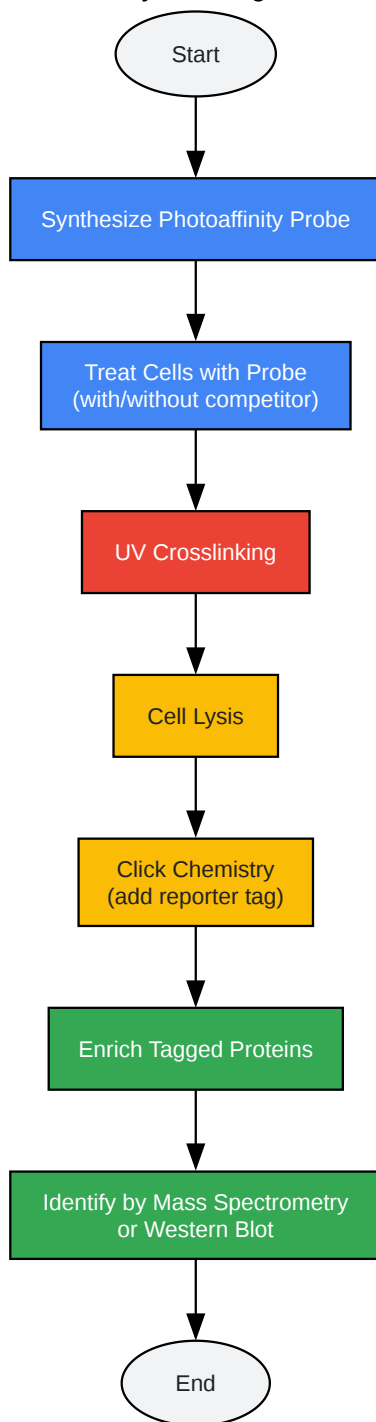 Start
Synthesize Photoaffinity Probe
Treat Cells with Probe
(with/without competitor)
UV Crosslinking
Cell Lysis
Click Chemistry
(add reporter tag)
Enrich Tagged Proteins
Identify by Mass Spectrometry
or Western Blot
End